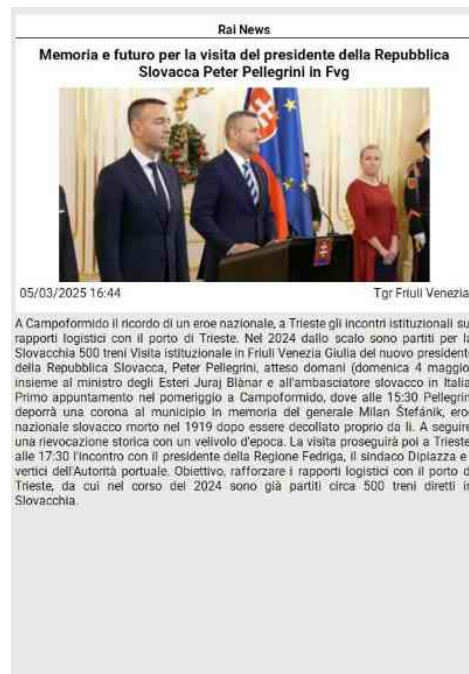 Rai News
Memoria e futuro per la visita del presidente della Repubblica
Slovacca Peter Pellegrini in Fvg
05/03/2025 16:44
Tgr Friuli Venezia
A Campoformido il ricordo di un eroe nazionale, a Trieste gli incontri istituzionali su
rapporti logistici con il porto di Trieste. Nel 2024 dallo scalo sono partiti per la
Slovacchia 500 treni Visita istituzionale in Friuli Venezia Giulia del nuovo presidente
della Repubblica Slovacca, Peter Pellegrini, atteso domani (domenica 4 maggio)
insieme al ministro degli Esteri Juraj Blànar e all'ambasciatore slovacco in Italia
Primo appuntamento nel pomeriggio a Campoformido, dove alle 15:30 Pellegrin
deporrà una corona al municipio in memoria del generale Milan Štefánik, eroe
nazionale slovacco morto nel 1919 dopo essere decollato proprio da lì. A seguire
una rievocazione storica con un velivolo d'epoca. La visita proseguirà poi a Trieste
alle 17:30 l'incontro con il presidente della Regione Fedriga, il sindaco Dipiazza e
vertici dell'Autorità portuale. Obiettivo, rafforzare i rapporti logistici con il porto d
Trieste, da cui nel corso del 2024 sono già partiti circa 500 treni diretti in
Slovacchia.